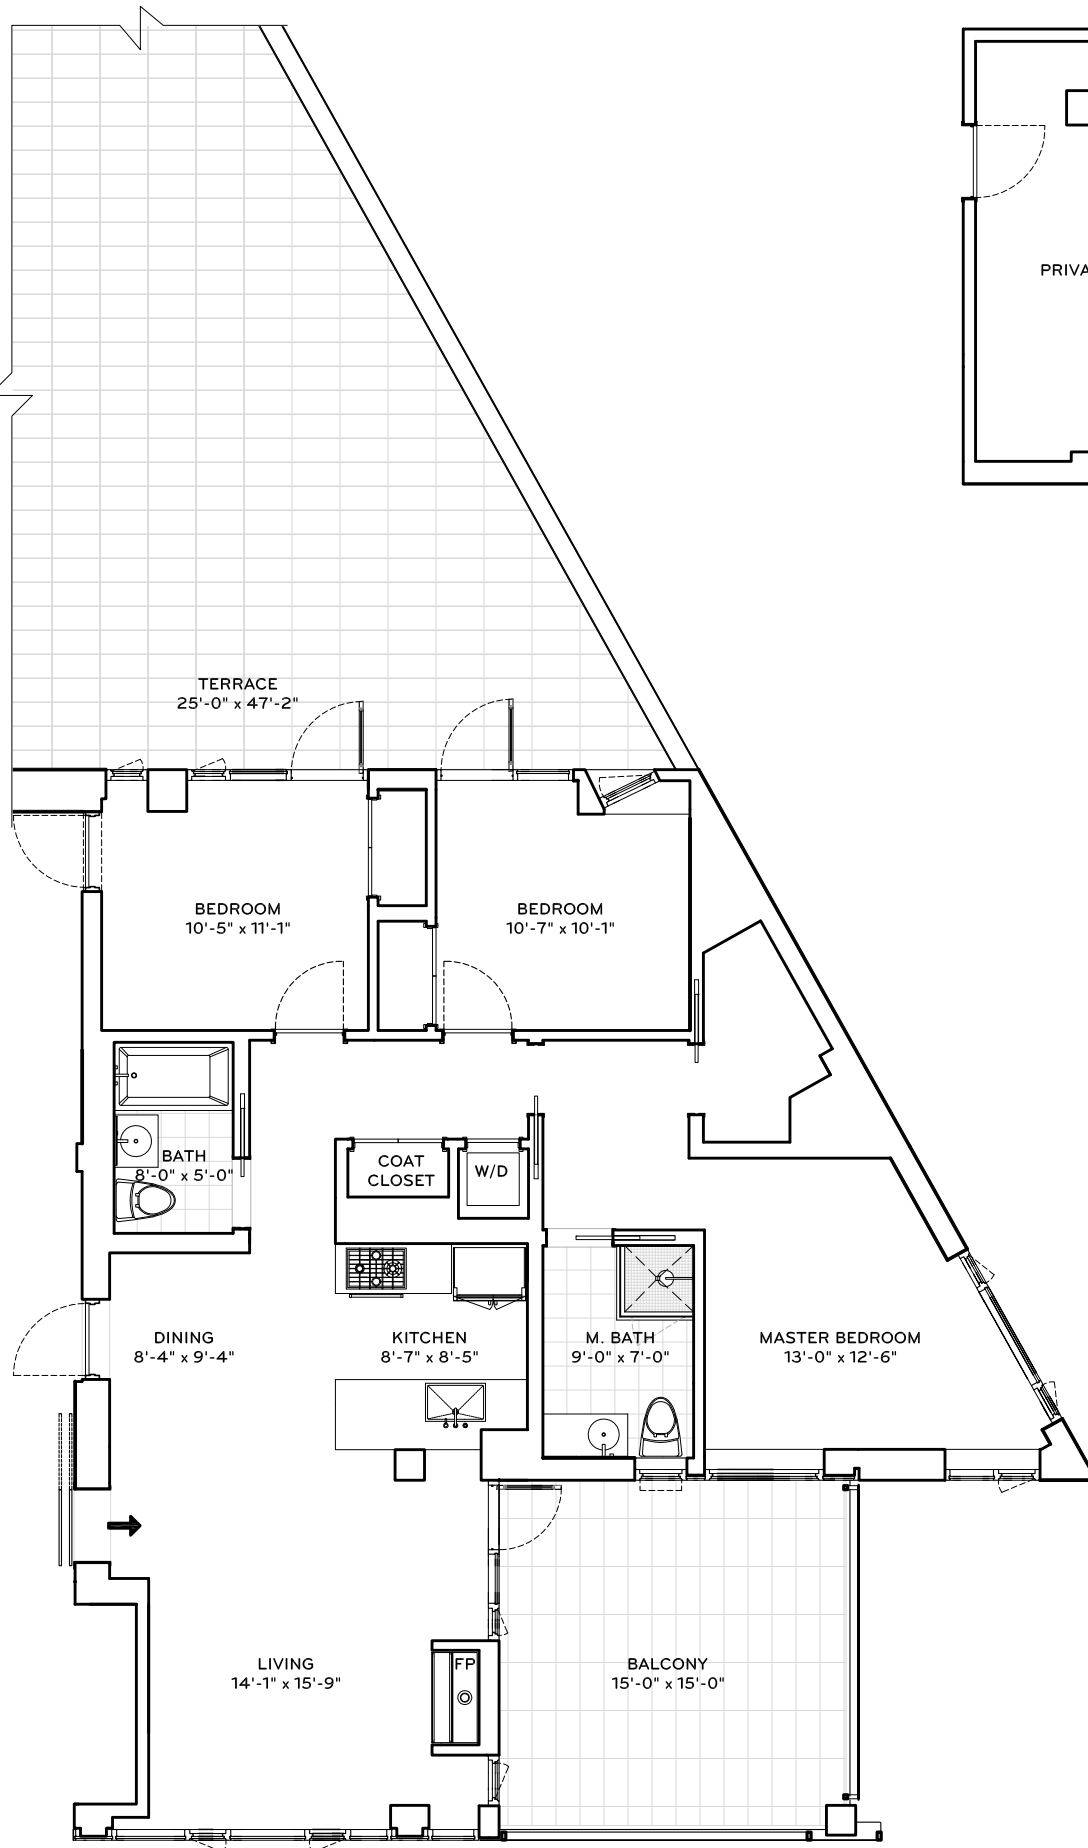 PRIVA
TERRACE
25'-0" x 47'-2"
BEDROOM
10'-5" x 11'-1"
BEDROOM
10'-7" x 10'-1"
BATH
8'-0" x 5'-0"
COAT
CLOSET
W/D
DINING
8'-4" x 9'-4"
KITCHEN
8'-7" x 8'-5"
M. BATH
9'-0" x 7'-0"
MASTER BEDROOM
13'-0" x 12'-6"
LIVING
14'-1" x 15'-9"
FP
BALCONY
15'-0" x 15'-0"